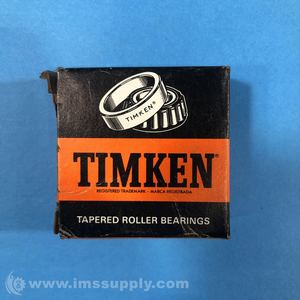 TIMKEN®
TIMKEN®
REGISTERED TRADEMARK - MARCA REGISTRADA
TAPERED ROLLER BEARINGS
© www.imssupply.com